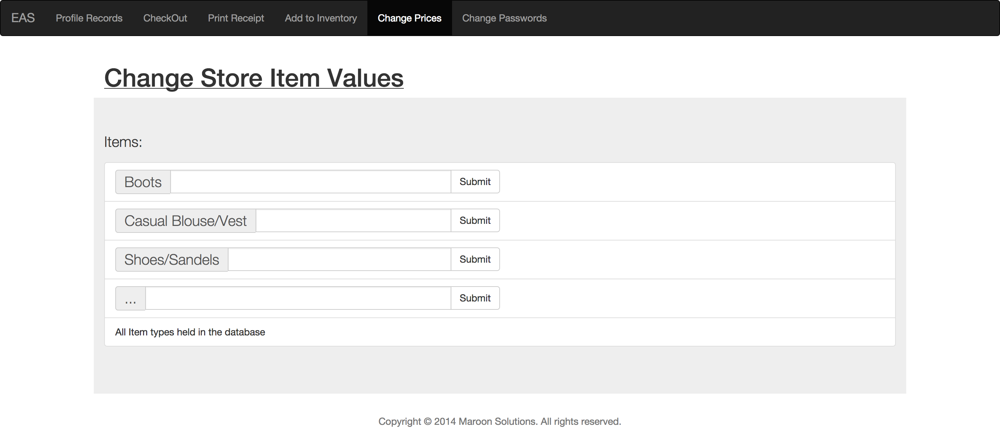 EAS Profile Records CheckOut Print Receipt Add to Inventory Change Prices Change Passwords
Change Store Item Values
Items:
Boots Submit
Casual Blouse/Vest Submit
Shoes/Sandels Submit
... Submit
All Item types held in the database
Copyright © 2014 Maroon Solutions. All rights reserved.